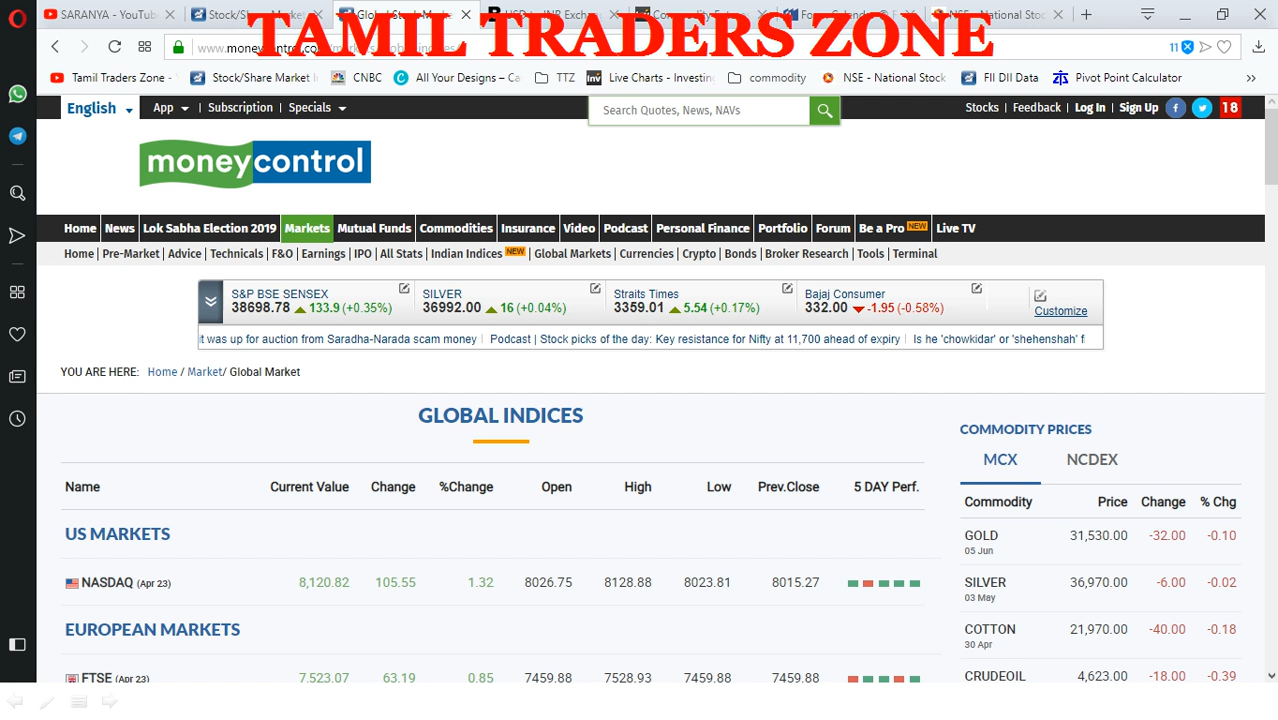 TAMIL TRADERS ZONE
SARANYA - YouTub
Stock/Share Market
Global Stock Marke
NSE - National Stoc
www.moneycontrol.co
11
Tamil Traders Zone -
Stock/Share Market I
CNBC
All Your Designs – Ca
TTZ
Live Charts - Investing
commodity
NSE - National Stock
FII DII Data
Pivot Point Calculator
English App | Subscription | Specials
Search Quotes, News, NAVs
Stocks | Feedback | Log In | Sign Up 18
moneycontrol
Home News Lok Sabha Election 2019 Markets Mutual Funds Commodities Insurance Video Podcast Personal Finance Portfolio Forum Be a Pro NEW Live TV
Home | Pre-Market | Advice | Technicals | F&O | Earnings | IPO | All Stats | Indian Indices NEW | Global Markets | Currencies | Crypto | Bonds | Broker Research | Tools | Terminal
S&P BSE SENSEX SILVER Straits Times Bajaj Consumer
38698.78 133.9 (+0.35%) 36992.00 16 (+0.04%) 3359.01 5.54 (+0.17%) 332.00 -1.95 (-0.58%) Customize
it was up for auction from Saradha-Narada scam money | Podcast | Stock picks of the day: Key resistance for Nifty at 11,700 ahead of expiry | Is he 'chowkidar' or 'shehenshah' f
YOU ARE HERE: Home / Market/ Global Market
GLOBAL INDICES
Name Current Value Change %Change Open High Low Prev.Close 5 DAY Perf.
US MARKETS
NASDAQ (Apr 23) 8,120.82 105.55 1.32 8026.75 8128.88 8023.81 8015.27
EUROPEAN MARKETS
FTSE (Apr 23) 7,523.07 63.19 0.85 7459.88 7528.93 7459.88 7459.88
COMMODITY PRICES
MCX NCDEX
Commodity Price Change % Chg
GOLD 31,530.00 -32.00 -0.10
05 Jun
SILVER 36,970.00 -6.00 -0.02
03 May
COTTON 21,970.00 -40.00 -0.18
30 Apr
CRUDEOIL 4,623.00 -18.00 -0.39